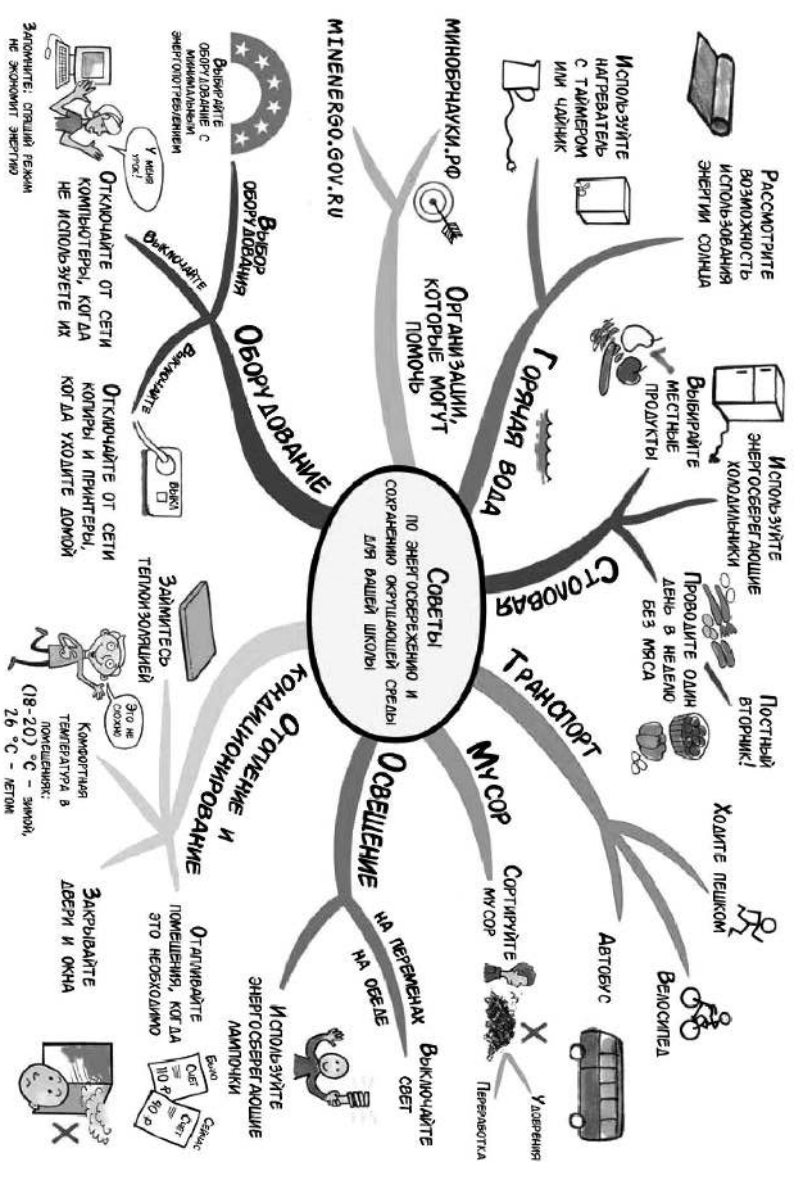 Советы
по энергосбережению и
сохранению окружающей среды
для вашей школы
Организации,
которые могут
помочь
МИНОБРНАУКИ.РФ
MINENERGO.GOV.RU
Горячая вода
Используйте
нагреватель
с таймером
или чайник
Рассмотрите
возможность
использования
энергии солнца
Столовая
Выбирайте
местные
продукты
Используйте
энергосберегающие
холодильники
Проводите один
день в неделю
без мяса
Постный
вторник!
Транспорт
Ходите пешком
Велосипед
Автобус
Мусор
Сортируйте
мусор
Удобрения
Переработка
Освещение
на переменах
на обеде
Выключайте
свет
Используйте
энергосберегающие
лампочки
Отопление и
кондиционирование
Отапливайте
помещения, когда
это необходимо
Было
Счет
110 ₽
Сейчас
Счет
90 ₽
Закрывайте
двери и окна
Комфортная
температура в
помещениях:
(18-20) °С - зимой,
26 °С - летом
Это не
сложно
Займитесь
теплоизоляцией
Оборудование
Выбор
оборудования
Выбирайте
оборудование с
минимальным
энергопотреблением
Выключайте
Отключайте от сети
компьютеры, когда
не используете их
У меня
урок!
Запомните: спящий режим
не экономит энергию
Выключайте
Выкл
Отключайте от сети
копиры и принтеры,
когда уходите домой